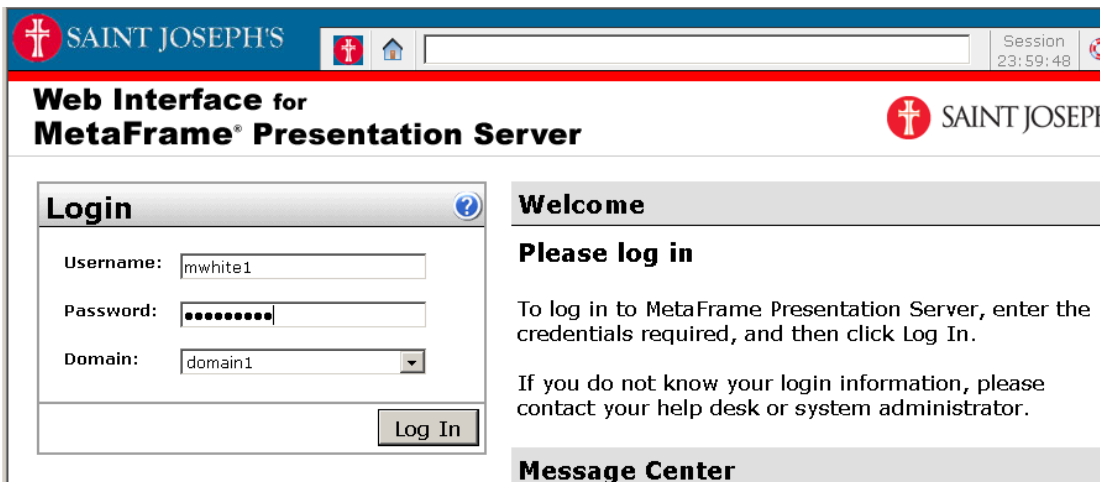 SAINT JOSEPH'S
Session
23:59:48
Web Interface for
MetaFrame® Presentation Server
SAINT JOSEPH
Login
Username: mwhite1
Password: •••••••••
Domain: domain1
Log In
Welcome
Please log in
To log in to MetaFrame Presentation Server, enter the
credentials required, and then click Log In.
If you do not know your login information, please
contact your help desk or system administrator.
Message Center